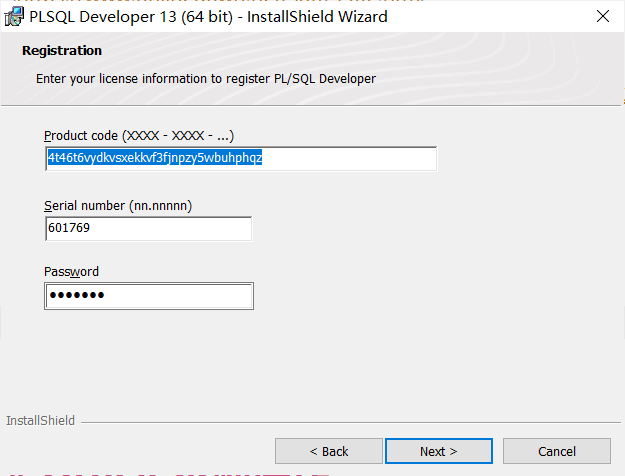 PLSQL Developer 13 (64 bit) - InstallShield Wizard
Registration
Enter your license information to register PL/SQL Developer
Product code (XXXX - XXXX - ...)
4t46t6vydkvsxekkvf3fjnpzy5wbuhphqz
Serial number (nn.nnnnn)
601769
Password
●●●●●●●
InstallShield
< Back
Next >
Cancel